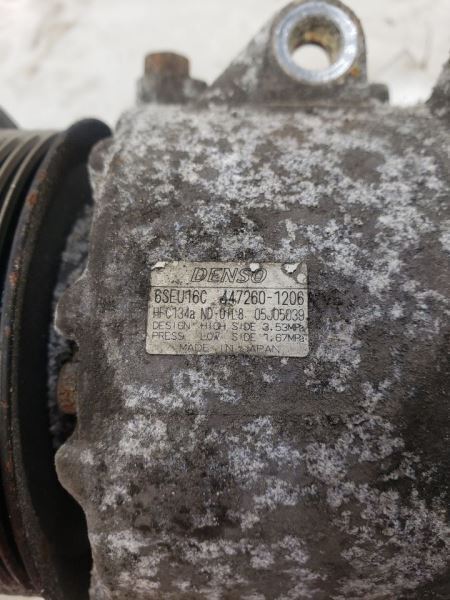 DENSO
6SEU16C 447260-1206
HFC134a ND-OIL8 05J05039
DESIGN HIGH SIDE 3.53MPa
PRESS. LOW SIDE 1.67MPa
MADE IN JAPAN